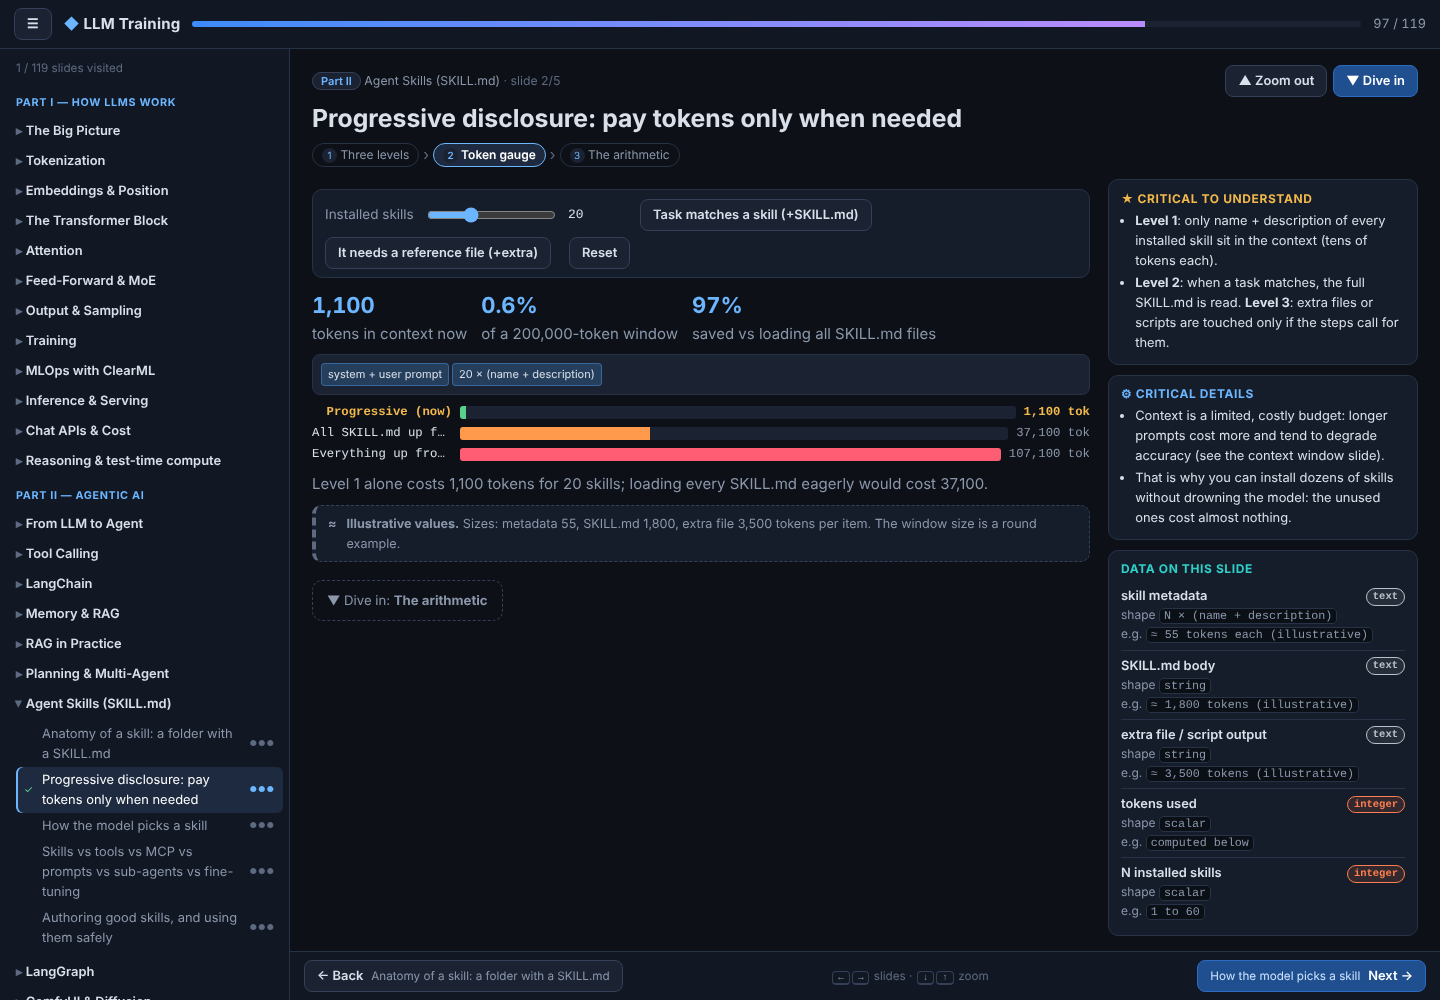 ☰ ◆ LLM Training 97 / 119
1 / 119 slides visited
PART I — HOW LLMS WORK
▸ The Big Picture
▸ Tokenization
▸ Embeddings & Position
▸ The Transformer Block
▸ Attention
▸ Feed-Forward & MoE
▸ Output & Sampling
▸ Training
▸ MLOps with ClearML
▸ Inference & Serving
▸ Chat APIs & Cost
▸ Reasoning & test-time compute
PART II — AGENTIC AI
▸ From LLM to Agent
▸ Tool Calling
▸ LangChain
▸ Memory & RAG
▸ RAG in Practice
▸ Planning & Multi-Agent
▾ Agent Skills (SKILL.md)
Anatomy of a skill: a folder with
a SKILL.md
✓ Progressive disclosure: pay
tokens only when needed
How the model picks a skill
Skills vs tools vs MCP vs
prompts vs sub-agents vs fine-
tuning
Authoring good skills, and using
them safely
▸ LangGraph
▸ ComfyUI & Diffusion
Part II Agent Skills (SKILL.md) · slide 2/5
▲ Zoom out ▼ Dive in
Progressive disclosure: pay tokens only when needed
1 Three levels › 2 Token gauge › 3 The arithmetic
Installed skills 20 Task matches a skill (+SKILL.md)
It needs a reference file (+extra) Reset
1,100 0.6% 97%
tokens in context now of a 200,000-token window saved vs loading all SKILL.md files
system + user prompt 20 × (name + description)
Progressive (now) 1,100 tok
All SKILL.md up f… 37,100 tok
Everything up fro… 107,100 tok
Level 1 alone costs 1,100 tokens for 20 skills; loading every SKILL.md eagerly would cost 37,100.
≈ Illustrative values. Sizes: metadata 55, SKILL.md 1,800, extra file 3,500 tokens per item. The window size is a round
example.
▼ Dive in: The arithmetic
★ CRITICAL TO UNDERSTAND
• Level 1: only name + description of every
installed skill sit in the context (tens of
tokens each).
• Level 2: when a task matches, the full
SKILL.md is read. Level 3: extra files or
scripts are touched only if the steps call for
them.
⚙ CRITICAL DETAILS
• Context is a limited, costly budget: longer
prompts cost more and tend to degrade
accuracy (see the context window slide).
• That is why you can install dozens of skills
without drowning the model: the unused
ones cost almost nothing.
DATA ON THIS SLIDE
skill metadata text
shape N × (name + description)
e.g. ≈ 55 tokens each (illustrative)
SKILL.md body text
shape string
e.g. ≈ 1,800 tokens (illustrative)
extra file / script output text
shape string
e.g. ≈ 3,500 tokens (illustrative)
tokens used integer
shape scalar
e.g. computed below
N installed skills integer
shape scalar
e.g. 1 to 60
← Back Anatomy of a skill: a folder with a SKILL.md
← → slides · ↓ ↑ zoom
How the model picks a skill Next →